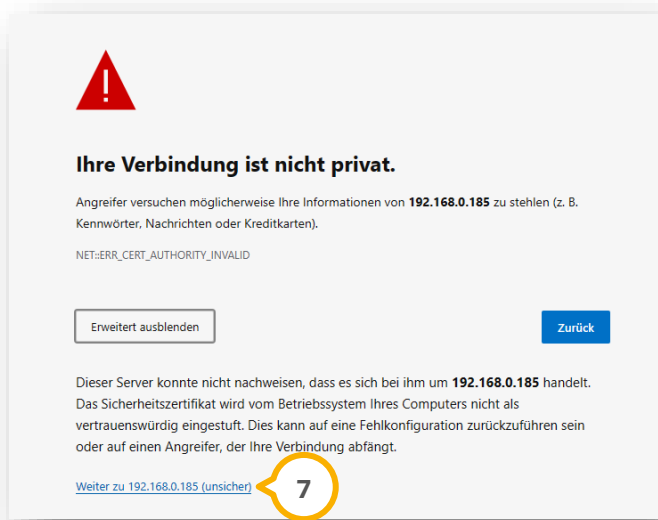 Ihre Verbindung ist nicht privat.
Angreifer versuchen möglicherweise Ihre Informationen von 192.168.0.185 zu stehlen (z. B.
Kennwörter, Nachrichten oder Kreditkarten).
NET::ERR_CERT_AUTHORITY_INVALID
Erweitert ausblenden
Zurück
Dieser Server konnte nicht nachweisen, dass es sich bei ihm um 192.168.0.185 handelt.
Das Sicherheitszertifikat wird vom Betriebssystem Ihres Computers nicht als
vertrauenswürdig eingestuft. Dies kann auf eine Fehlkonfiguration zurückzuführen sein
oder auf einen Angreifer, der Ihre Verbindung abfängt.
Weiter zu 192.168.0.185 (unsicher)
7